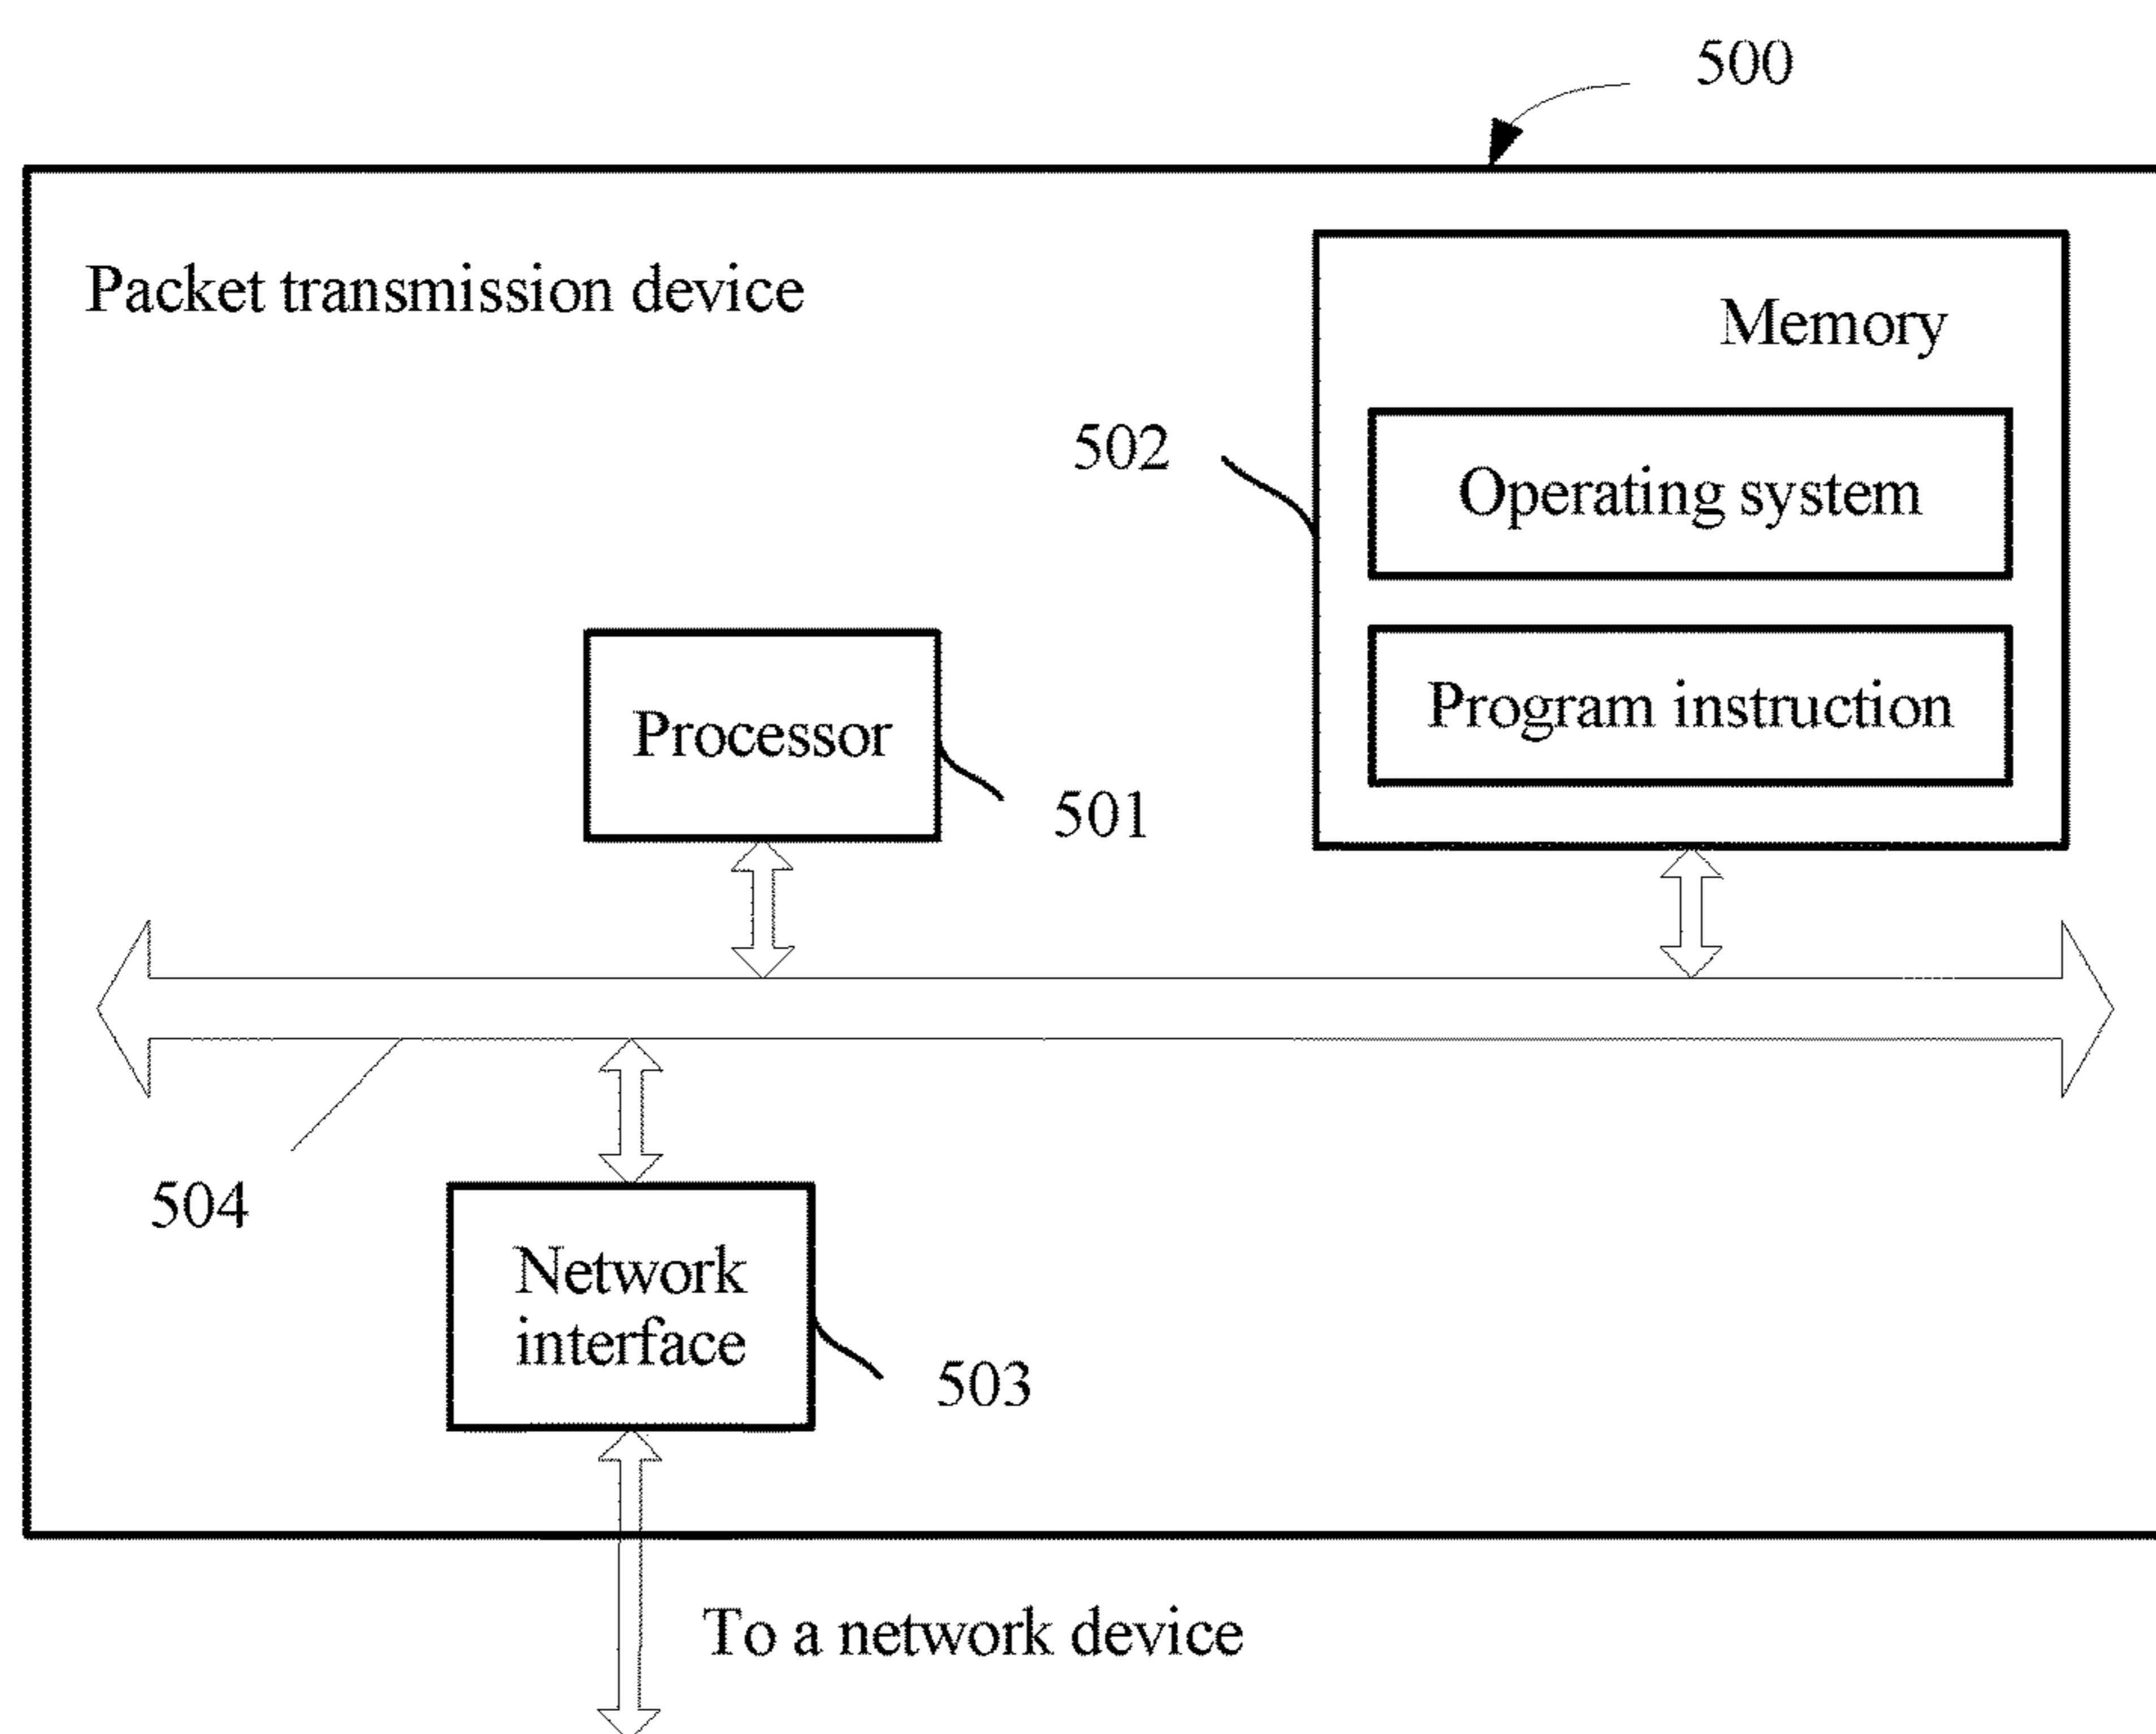 500
Packet transmission device
Memory
502
Operating system
Program instruction
Processor
501
504
Network
interface
503
To a network device